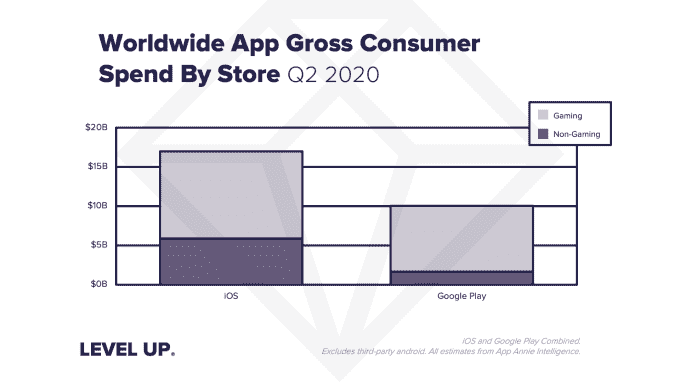 Worldwide App Gross Consumer
Spend By Store Q2 2020
Gaming
Non-Gaming
$20B
$15B
$10B
$5B
$0B
iOS
Google Play
LEVEL UP.
iOS and Google Play Combined.
Excludes third-party android. All estimates from App Annie Intelligence.